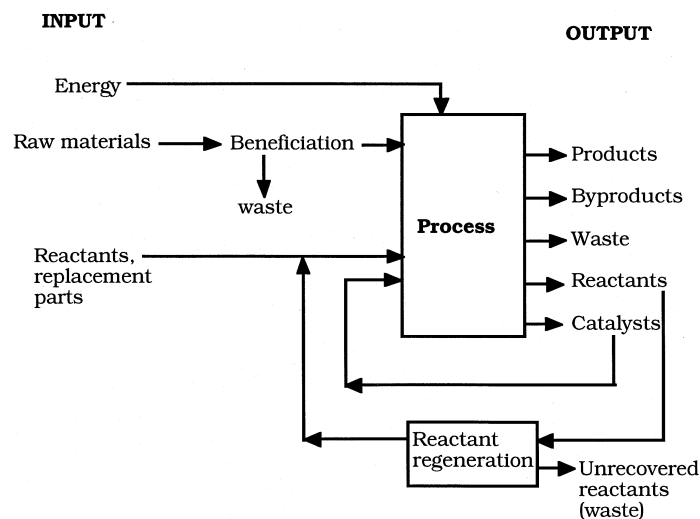 INPUT
OUTPUT
Energy
Raw materials
Beneficiation
Products
Byproducts
waste
Process
Waste
Reactants,
replacement
parts
Reactants
Catalysts
Reactant
regeneration
Unrecovered
reactants
(waste)